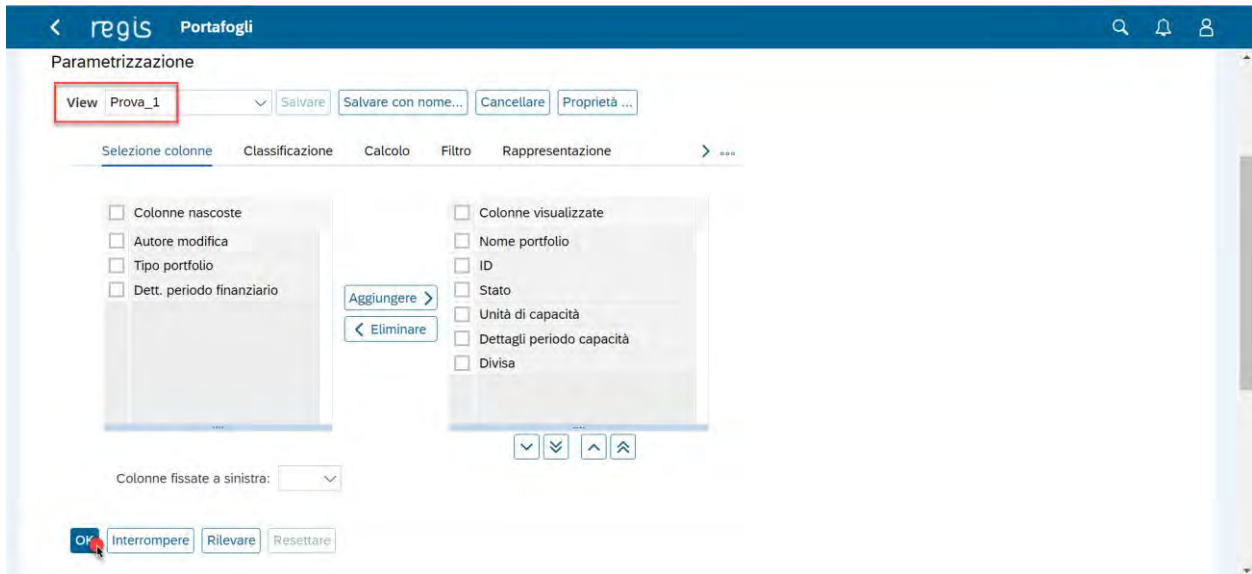 regis Portafogli
Parametrizzazione
View Prova_1 Salvare Salvare con nome... Cancellare Proprietà ...
Selezione colonne Classificazione Calcolo Filtro Rappresentazione
Colonne nascoste
Autore modifica
Tipo portfolio
Dett. periodo finanziario
Aggiungere
Eliminare
Colonne visualizzate
Nome portfolio
ID
Stato
Unità di capacità
Dettagli periodo capacità
Divisa
Colonne fissate a sinistra:
OK Interrompere Rilevare Resettare